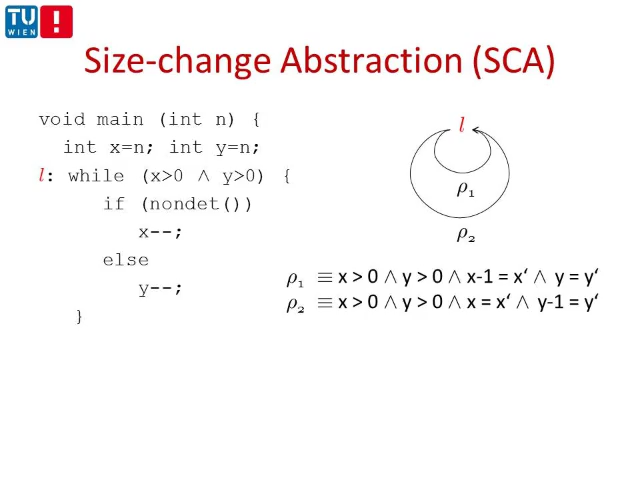 TU
WIEN
!
Size-change Abstraction (SCA)
void main (int n) {
int x=n; int y=n;
l: while (x>0 ∧ y>0) {
if (nondet())
x--;
else
y--;
}
l
ρ₁
ρ₂
ρ₁ ≡ x > 0 ∧ y > 0 ∧ x-1 = x‘ ∧ y = y‘
ρ₂ ≡ x > 0 ∧ y > 0 ∧ x = x‘ ∧ y-1 = y‘